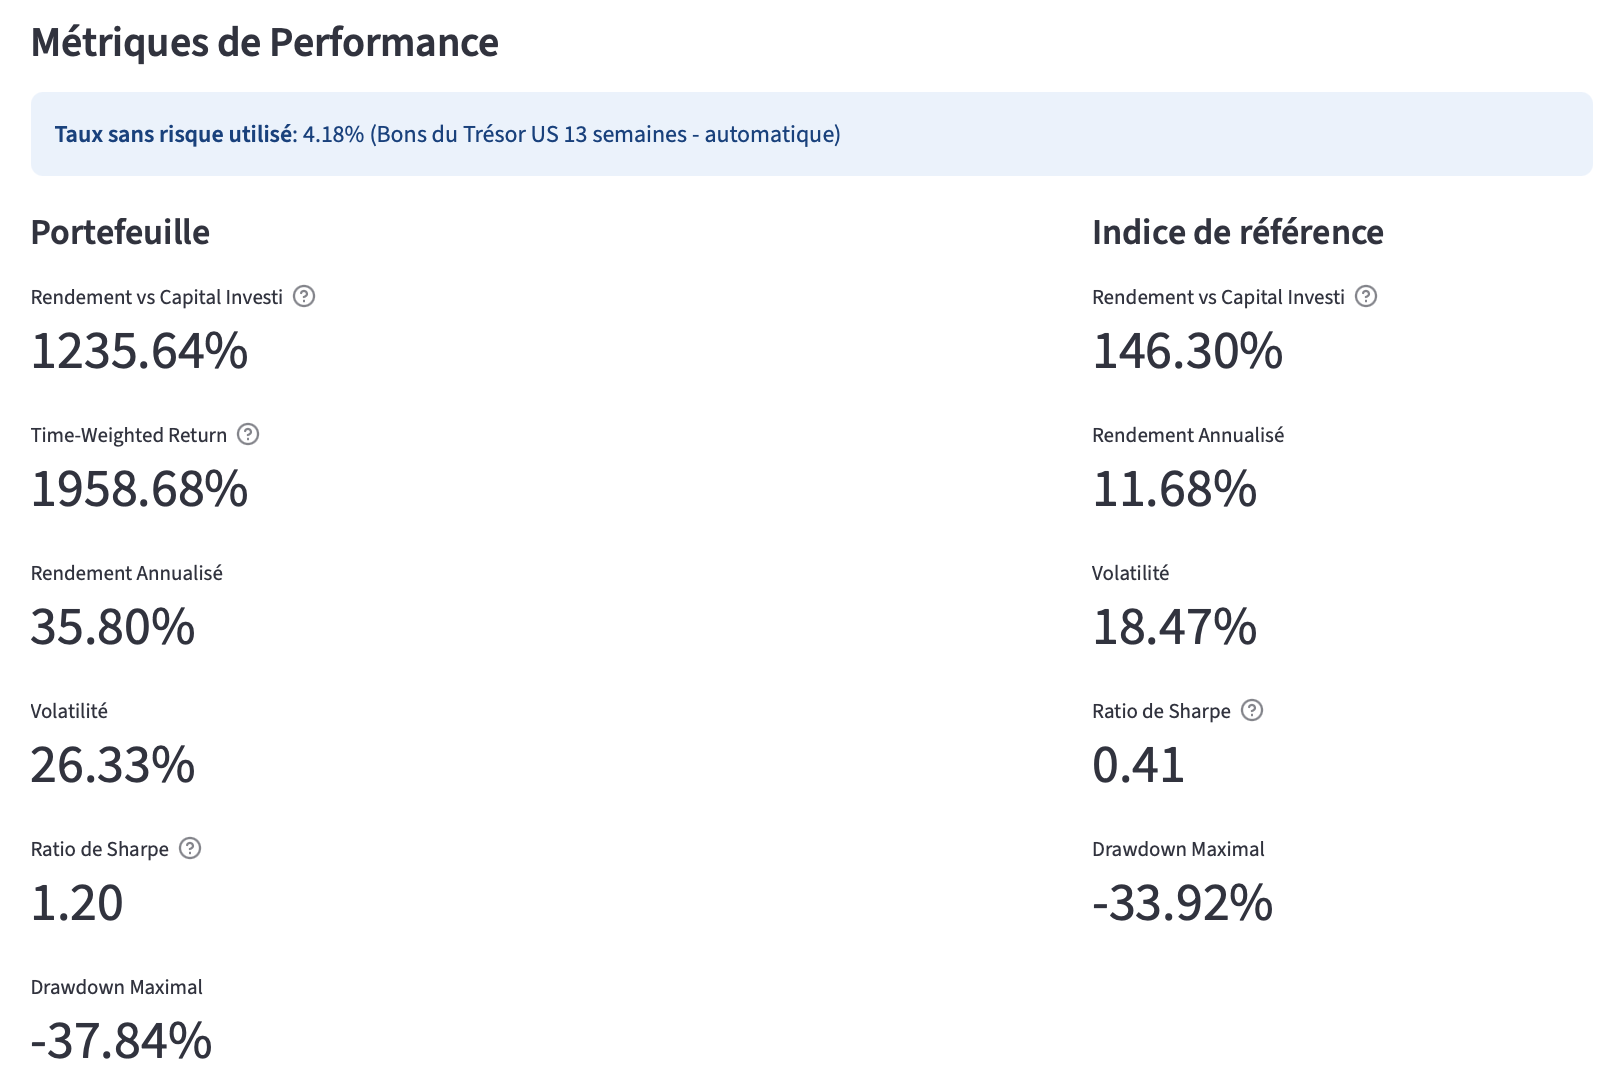 Métriques de Performance
Taux sans risque utilisé: 4.18% (Bons du Trésor US 13 semaines - automatique)
Portefeuille
Rendement vs Capital Investi
1235.64%
Time-Weighted Return
1958.68%
Rendement Annualisé
35.80%
Volatilité
26.33%
Ratio de Sharpe
1.20
Drawdown Maximal
-37.84%
Indice de référence
Rendement vs Capital Investi
146.30%
Rendement Annualisé
11.68%
Volatilité
18.47%
Ratio de Sharpe
0.41
Drawdown Maximal
-33.92%